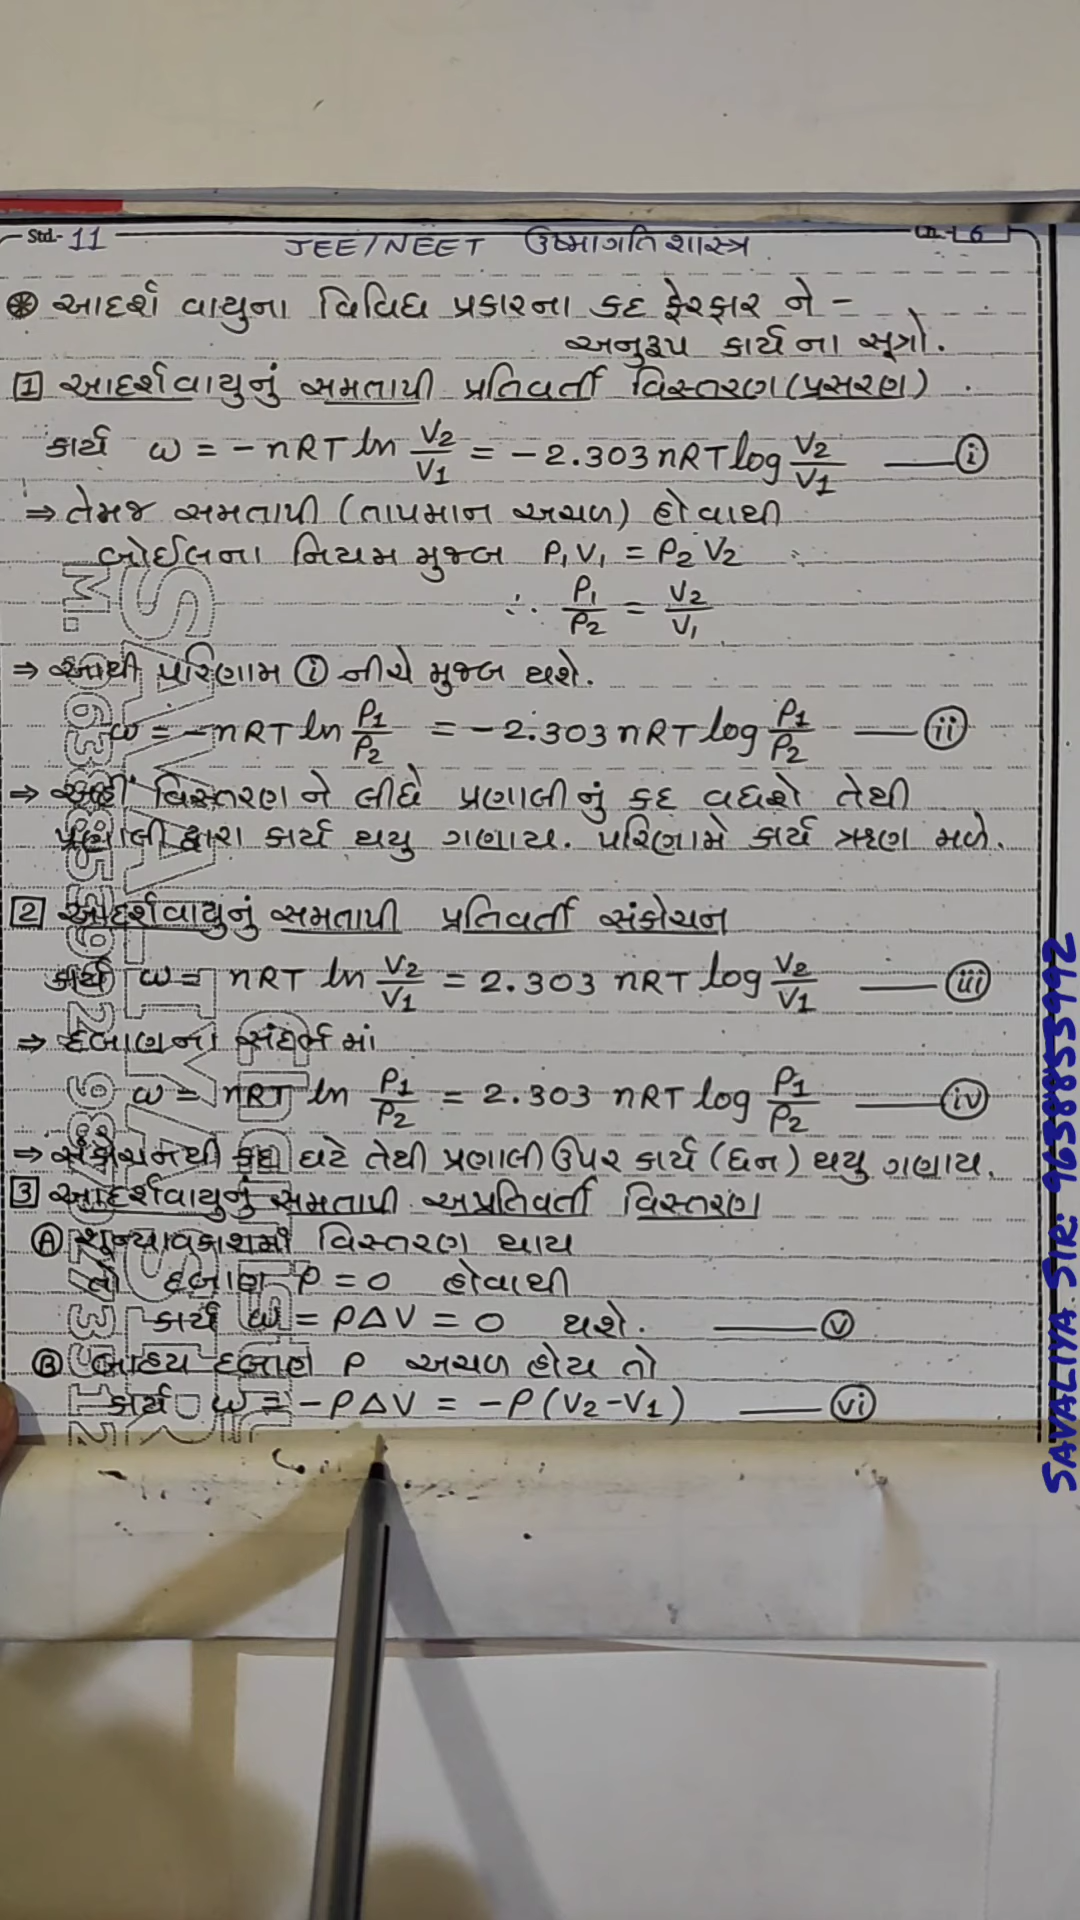 Std.- 11 JEE/NEET ઉષ્માગતિશાસ્ત્ર Ch.- 6
આદર્શ વાયુના વિવિધ પ્રકારના કદ ફેરફાર ને -
અનુરૂપ કાર્ય ના સૂત્રો.
1 આદર્શવાયુનું સમતાપી પ્રતિવર્તી વિસ્તરણ (પ્રસરણ)
કાર્ય ω = - nRT ln V2/V1 = - 2.303 nRT log V2/V1 —— (i)
⇒ તેમજ સમતાપી (તાપમાન અચળ) હોવાથી
બોઈલના નિયમ મુજબ P1V1 = P2V2
∴ P1/P2 = V2/V1
⇒ આથી પરિણામ (i) નીચે મુજબ થશે.
ω = - nRT ln P1/P2 = - 2.303 nRT log P1/P2 —— (ii)
⇒ અહીં વિસ્તરણ ને લીધે પ્રણાલી નું કદ વધશે તેથી
પ્રણાલી દ્વારા કાર્ય થયુ ગણાય. પરિણામે કાર્ય ઋણ મળે.
2 આદર્શવાયુનું સમતાપી પ્રતિવર્તી સંકોચન
કાર્ય ω = nRT ln V2/V1 = 2.303 nRT log V2/V1 —— (iii)
⇒ દબાણના સંદર્ભ માં
ω = nRT ln P1/P2 = 2.303 nRT log P1/P2 —— (iv)
⇒ સંકોચનથી કદ ઘટે તેથી પ્રણાલી ઉપર કાર્ય (ધન) થયુ ગણાય.
3 આદર્શવાયુનું સમતાપી અપ્રતિવર્તી વિસ્તરણ
(A) શૂન્યાવકાશમાં વિસ્તરણ થાય
તો દબાણ P = 0 હોવાથી
કાર્ય ω = PΔV = 0 થશે. —— (v)
(B) બાહ્ય દબાણ P અચળ હોય તો
કાર્ય ω = - PΔV = - P(V2 - V1) —— (vi)
SAVALIYA SIR: 9638855992